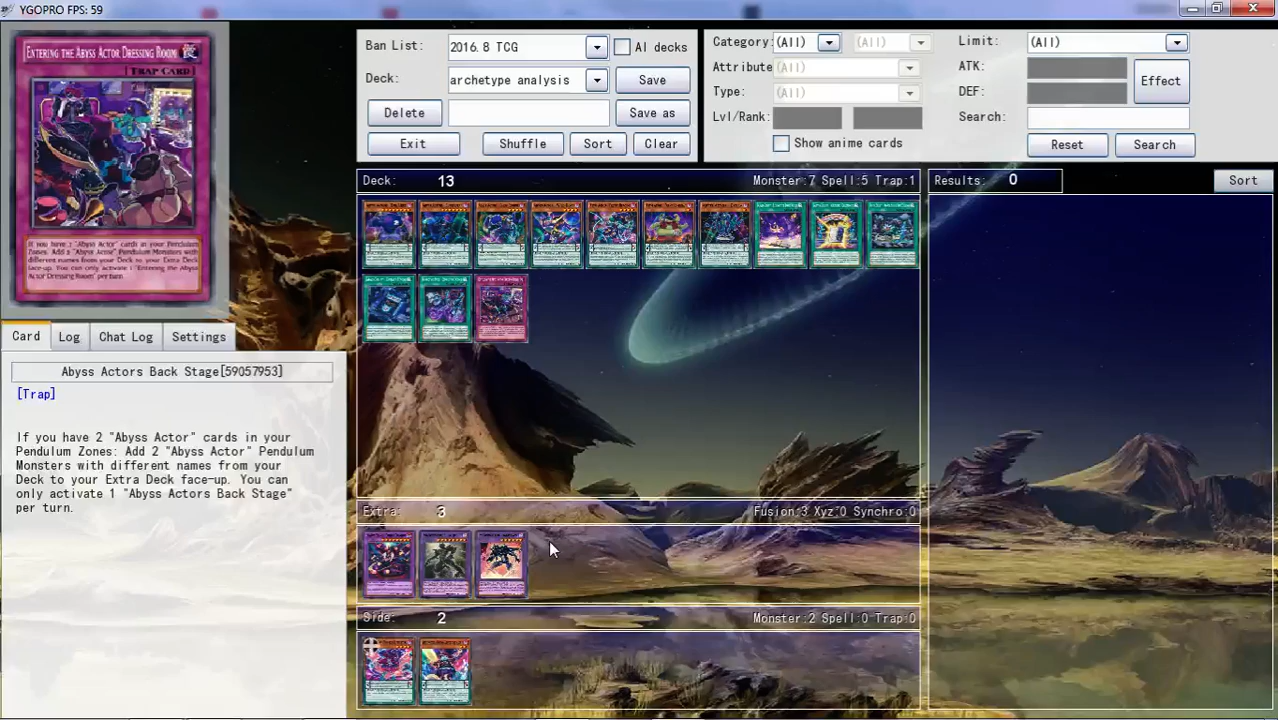 YGOPRO FPS: 59
ENTERING THE ABYSS ACTOR DRESSING ROOM
[TRAP CARD]
If you have 2 "Abyss Actor" cards in your Pendulum
Zones: Add 2 "Abyss Actor" Pendulum Monsters with
different names from your Deck to your Extra Deck
face-up. You can only activate 1 "Entering the Abyss
Actor Dressing Room" per turn.
Card
Log
Chat Log
Settings
Abyss Actors Back Stage[59057953]
[Trap]
If you have 2 "Abyss Actor" cards in your
Pendulum Zones: Add 2 "Abyss Actor" Pendulum
Monsters with different names from your
Deck to your Extra Deck face-up. You can
only activate 1 "Abyss Actors Back Stage"
per turn.
Ban List:
2016. 8 TCG
AI decks
Deck:
archetype analysis
Save
Delete
Save as
Exit
Shuffle
Sort
Clear
Category:
(All)
(All)
Limit:
(All)
Attribute
(All)
ATK:
Type:
(All)
DEF:
Effect
Lvl/Rank:
Search:
Show anime cards
Reset
Search
Deck: 13
Monster:7 Spell:5 Trap:1
Results: 0
Sort
Extra: 3
Fusion:3 Xyz:0 Synchro:0
Side: 2
Monster:2 Spell:0 Trap:0